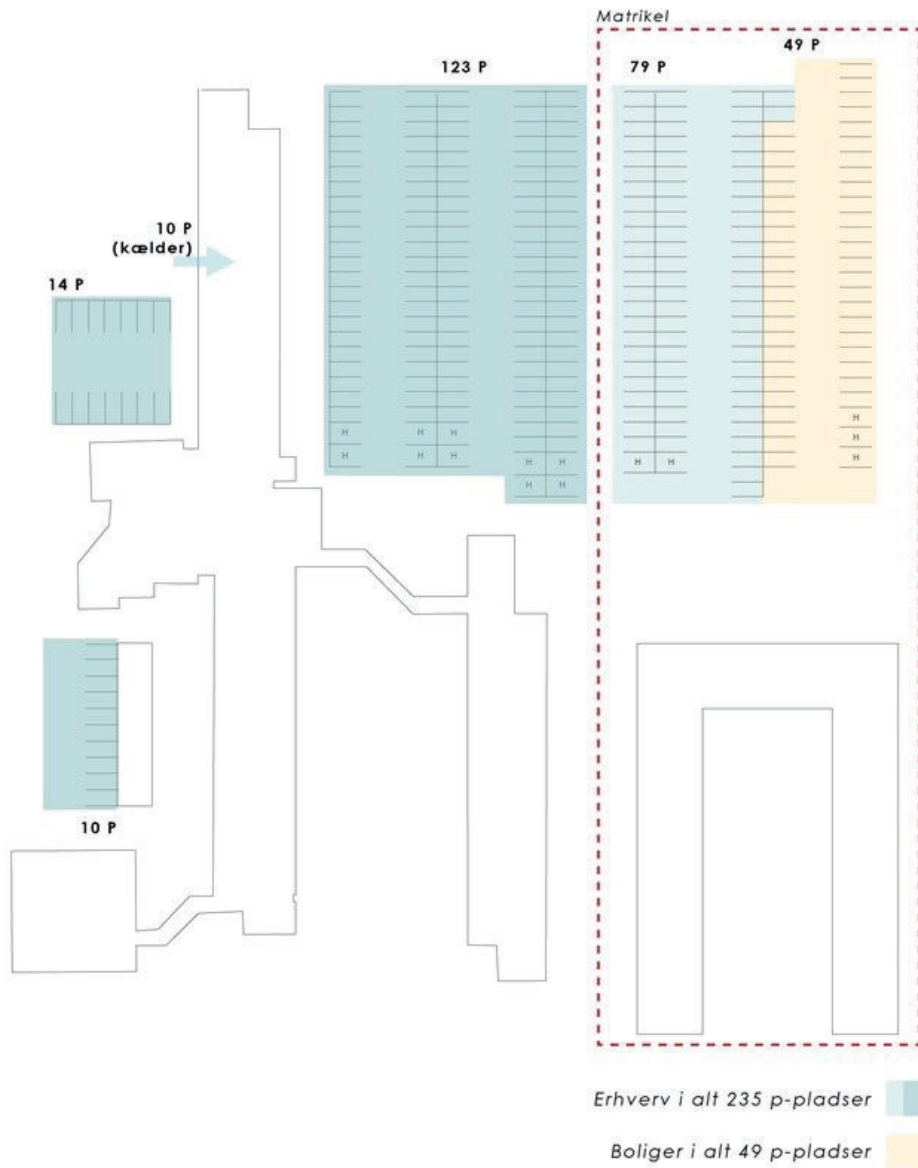 Matrikel
49 P
123 P
79 P
10 P
(kælder)
14 P
H
H H H
H
H H H
H H H H
H
H
H H
H
10 P
Erhverv i alt 235 p-pladser
Boliger i alt 49 p-pladser